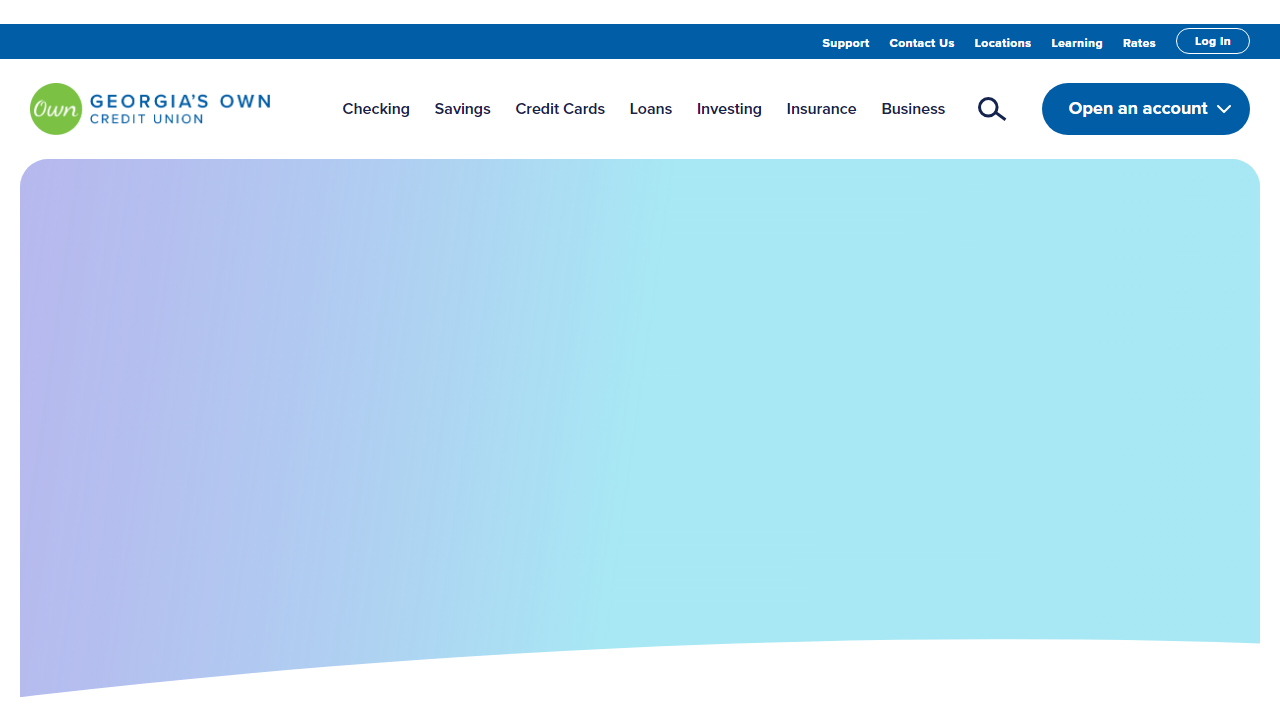 Support Contact Us Locations Learning Rates Log In
Own GEORGIA'S OWN
CREDIT UNION
Checking Savings Credit Cards Loans Investing Insurance Business Open an account